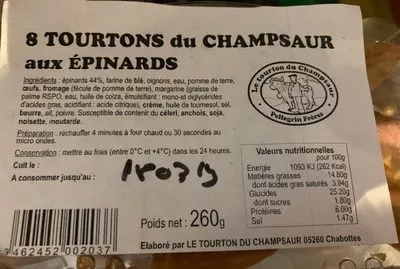 8 TOURTONS du CHAMPSAUR
aux ÉPINARDS
Ingrédients : épinards 44%, farine de blé, oignons, eau, pomme de terre,
œufs, fromage (fécule de pomme de terre), margarine (graisse de
palme RSPO, eau, huile de colza, émulsifiant : mono-et diglycérides
d'acides gras, acidifiant : acide citrique), crème, huile de tournesol, sel,
beurre, ail, poivre. Susceptible de contenir du céleri, anchois, soja,
noisette, moutarde.
Préparation : réchauffer 4 minutes à four chaud ou 30 secondes au
micro ondes.
Conservation : mettre au frais (entre 0°C et +4°C) dans les 24 heures.
Cuit le :
A consommer jusqu'au :
Le Tourton du Champsaur
Pellegrin Frères
Valeurs nutritionnelles
pour 100g
Energie 1093 KJ (262 Kcal)
Matières grasses 14.80g
dont acides gras saturés 3.94g
Glucides 25.20g
dont sucres 1.80g
Protéines 6.00g
Sel 1.47g
Poids net : 260g
3 462452 002037
Elaboré par LE TOURTON DU CHAMPSAUR 05260 Chabottes